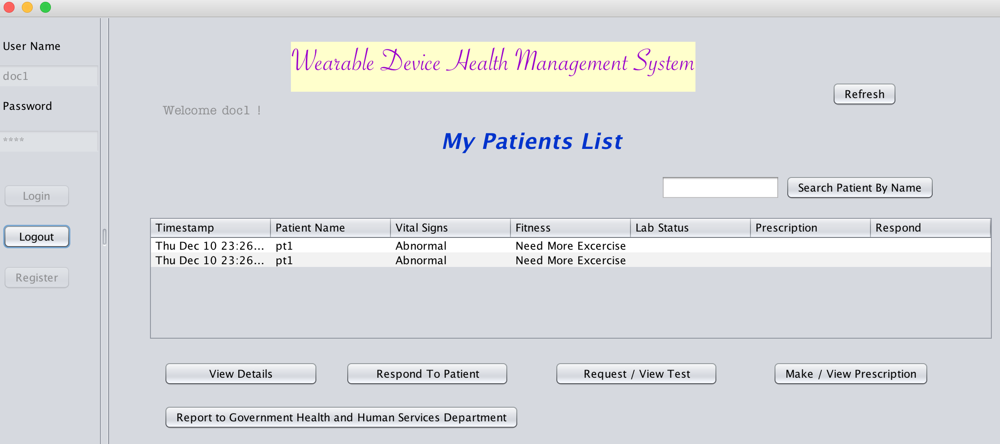 User Name
doc1
Password
****
Login
Logout
Register
Wearable Device Health Management System
Refresh
Welcome doc1 !
My Patients List
Search Patient By Name
Timestamp Patient Name Vital Signs Fitness Lab Status Prescription Respond
Thu Dec 10 23:26... pt1 Abnormal Need More Excercise
Thu Dec 10 23:26... pt1 Abnormal Need More Excercise
View Details Respond To Patient Request / View Test Make / View Prescription
Report to Government Health and Human Services Department